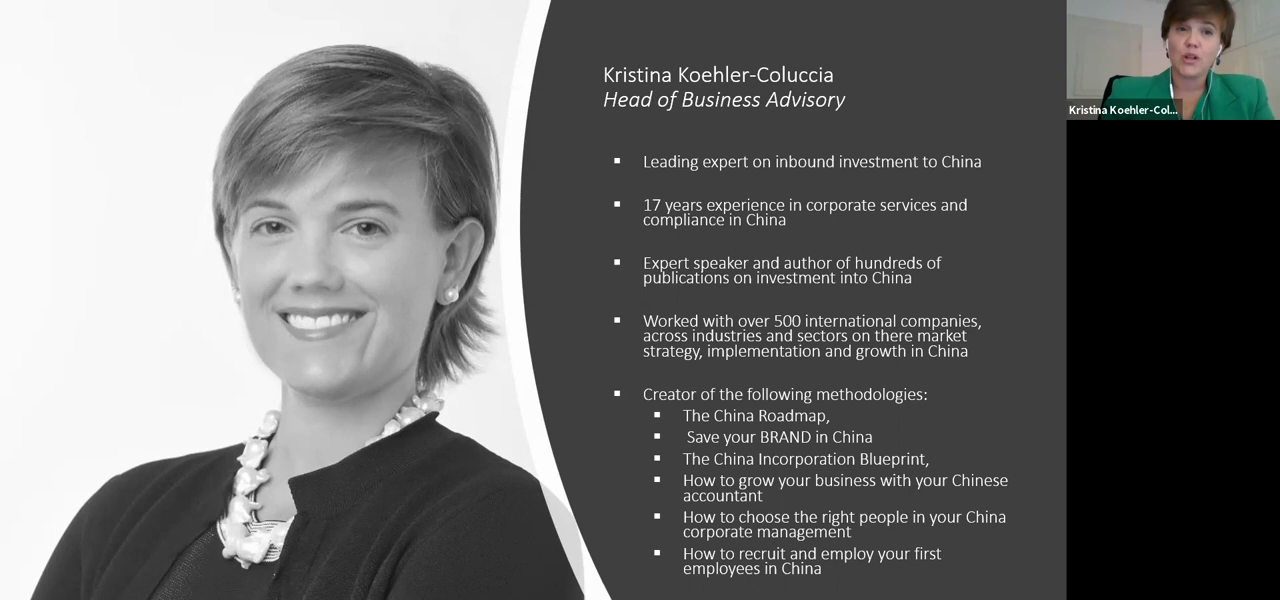 Kristina Koehler-Coluccia
Head of Business Advisory
▪ Leading expert on inbound investment to China
▪ 17 years experience in corporate services and
compliance in China
▪ Expert speaker and author of hundreds of
publications on investment into China
▪ Worked with over 500 international companies,
across industries and sectors on there market
strategy, implementation and growth in China
▪ Creator of the following methodologies:
▪ The China Roadmap,
▪ Save your BRAND in China
▪ The China Incorporation Blueprint,
▪ How to grow your business with your Chinese
accountant
▪ How to choose the right people in your China
corporate management
▪ How to recruit and employ your first
employees in China
Kristina Koehler-Col...